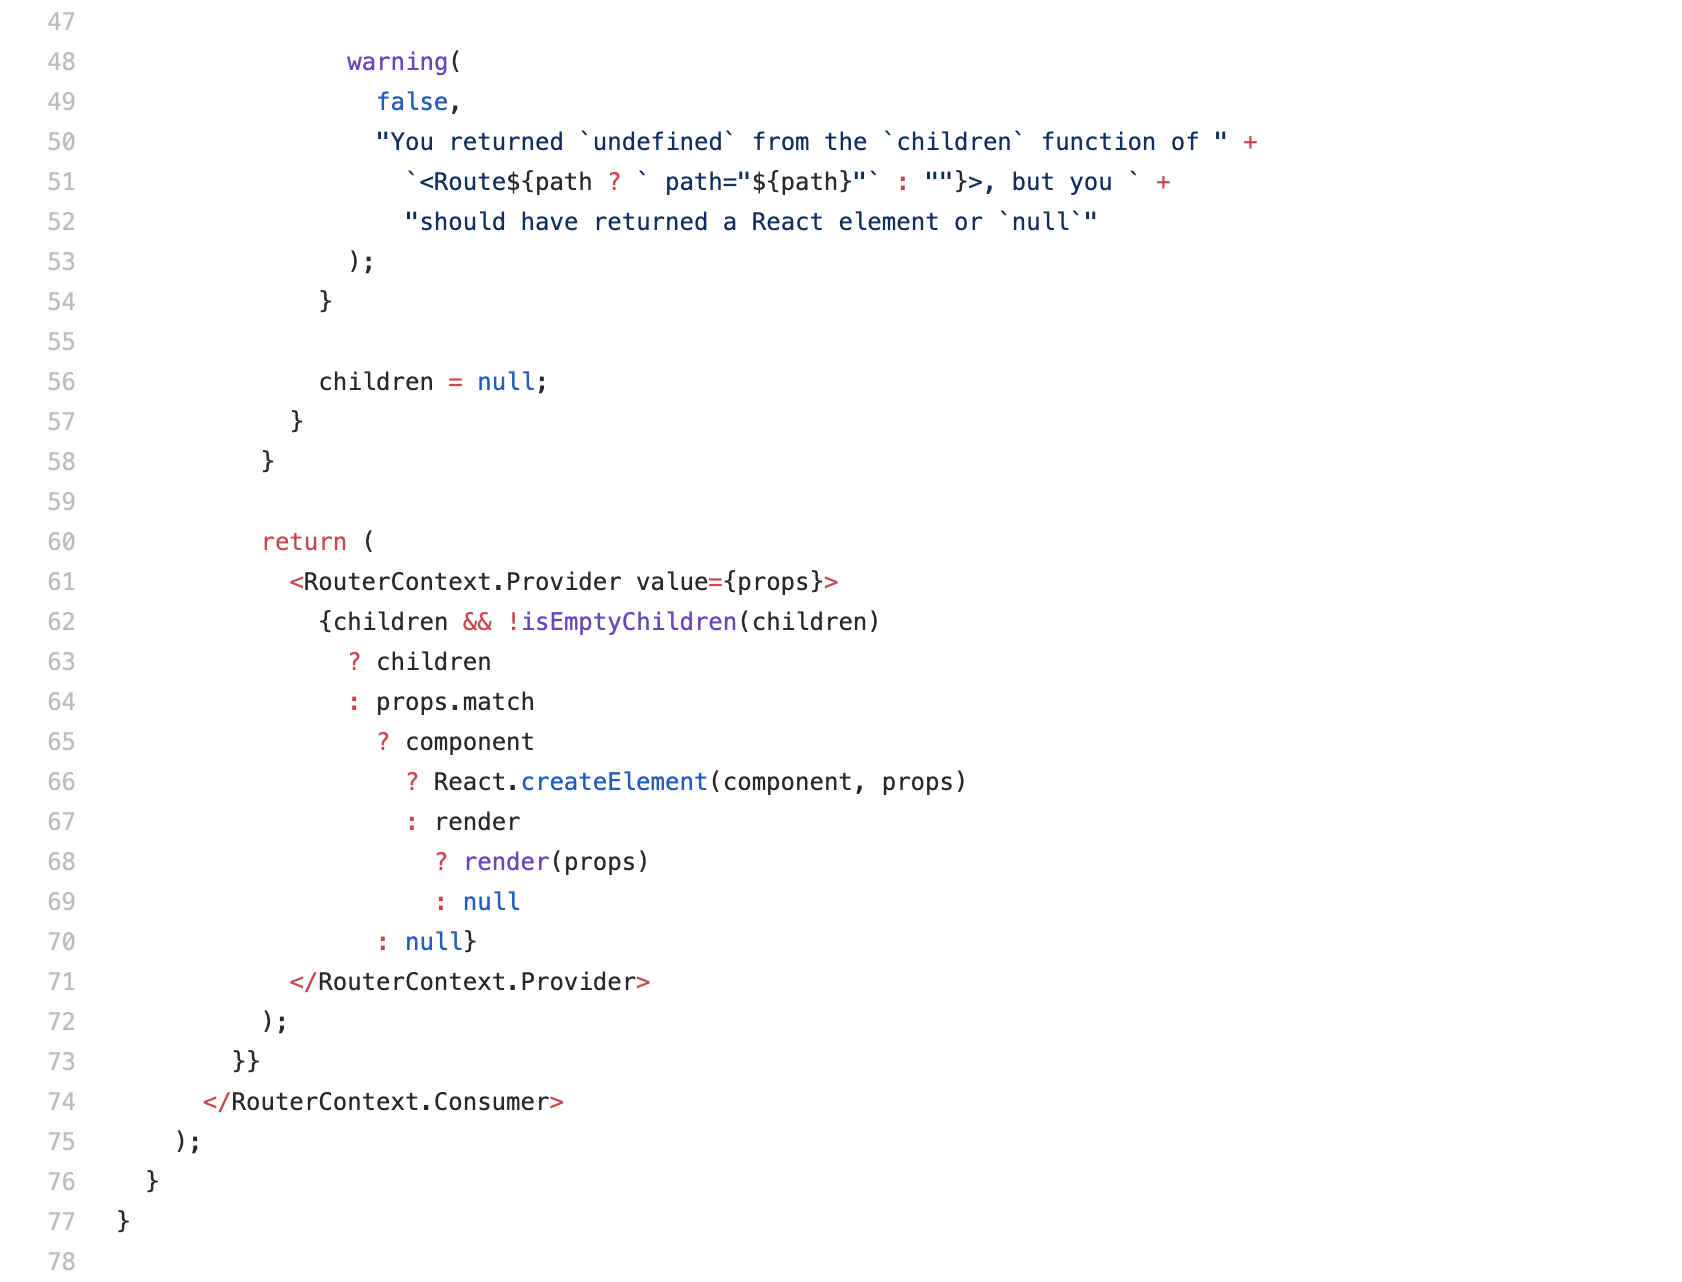 47
48 warning(
49 false,
50 "You returned `undefined` from the `children` function of " +
51 `<Route${path ? ` path="${path}"` : ""}>, but you ` +
52 "should have returned a React element or `null`"
53 );
54 }
55
56 children = null;
57 }
58 }
59
60 return (
61 <RouterContext.Provider value={props}>
62 {children && !isEmptyChildren(children)
63 ? children
64 : props.match
65 ? component
66 ? React.createElement(component, props)
67 : render
68 ? render(props)
69 : null
70 : null}
71 </RouterContext.Provider>
72 );
73 }}
74 </RouterContext.Consumer>
75 );
76 }
77 }
78